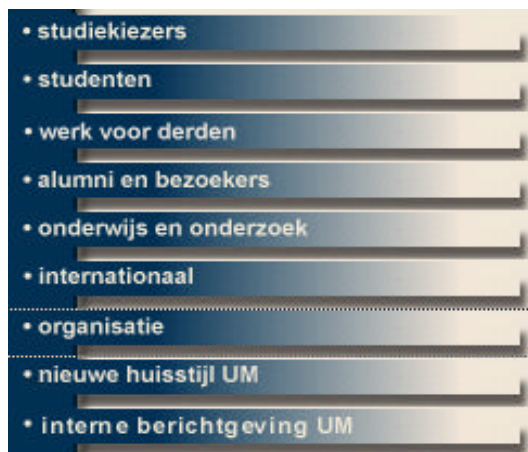 • studiekiezers
• studenten
• werk voor derden
• alumni en bezoekers
• onderwijs en onderzoek
• internationaal
• organisatie
• nieuwe huisstijl UM
• interne berichtgeving UM